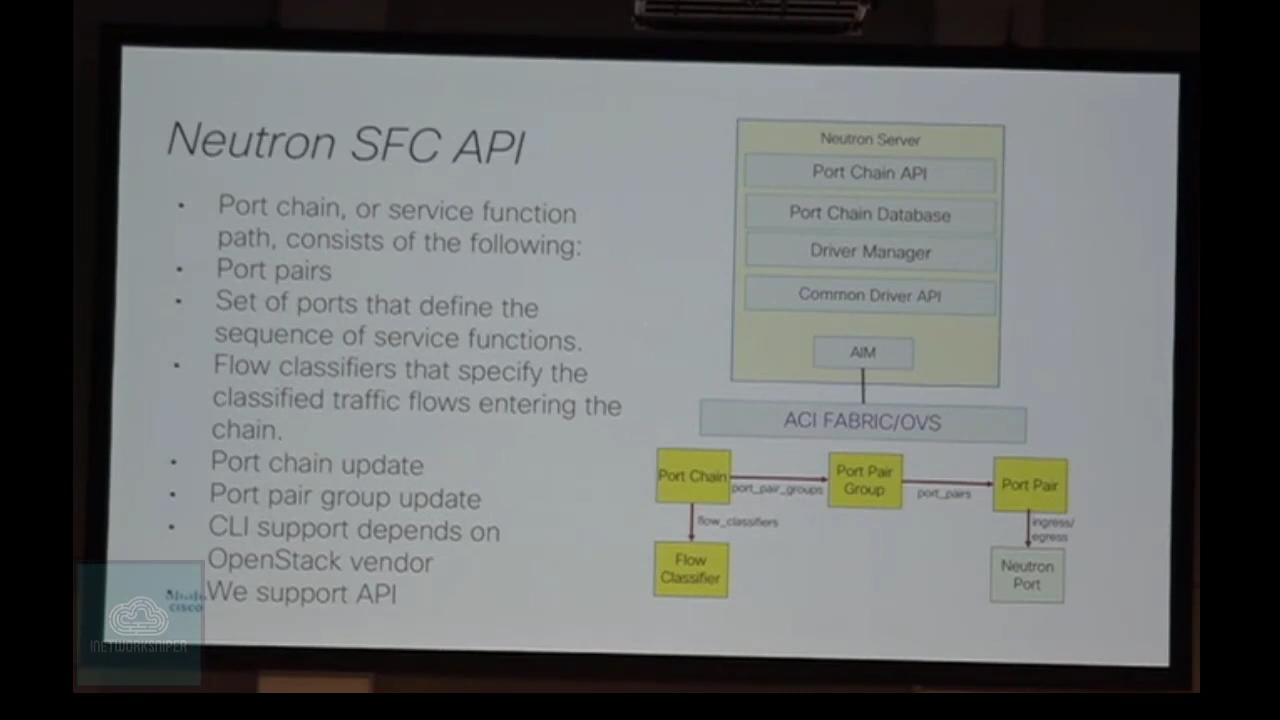 Neutron SFC API
· Port chain, or service function
path, consists of the following:
· Port pairs
· Set of ports that define the
sequence of service functions.
· Flow classifiers that specify the
classified traffic flows entering the
chain.
· Port chain update
· Port pair group update
· CLI support depends on
OpenStack vendor
We support API
CISCO
INETWORKSNIPER
Neutron Server
Port Chain API
Port Chain Database
Driver Manager
Common Driver API
AIM
ACI FABRIC/OVS
Port Chain
port_pair_groups
Port Pair
Group
port_pairs
Port Pair
flow_classifiers
ingress/
egress
Flow
Classifier
Neutron
Port